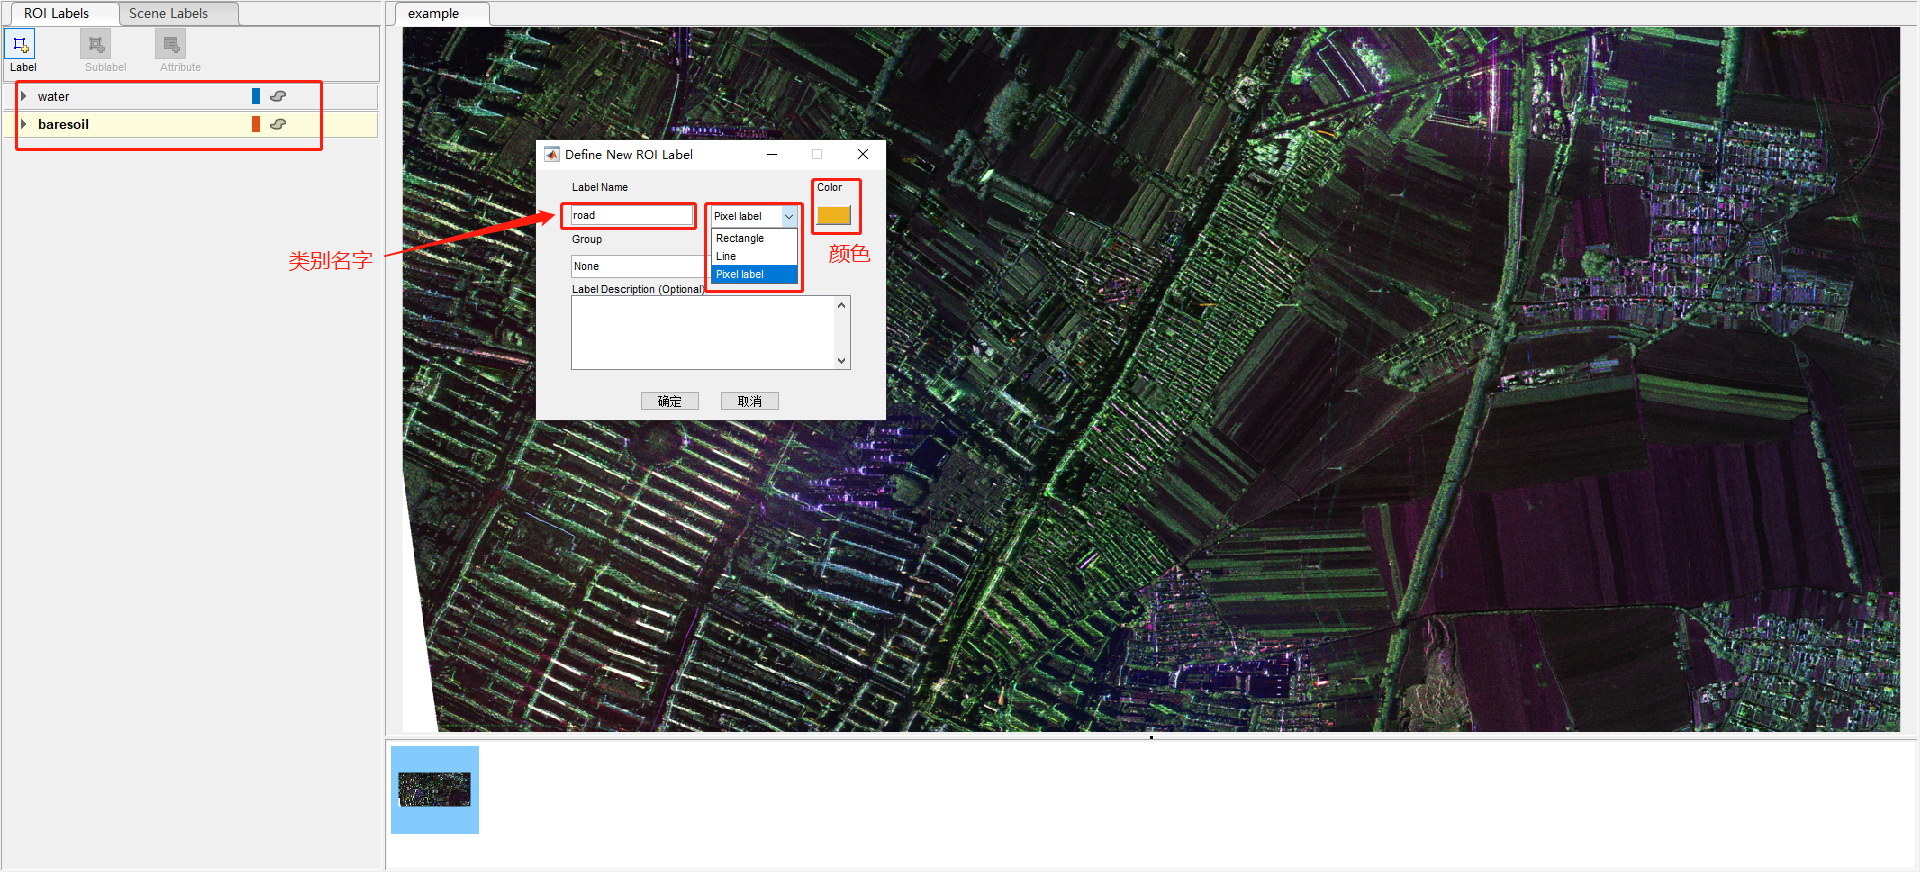 ROI Labels
Scene Labels
example
Label
Sublabel
Attribute
water
baresoil
Define New ROI Label
Label Name
Color
road
Pixel label
颜色
类别名字
Group
Rectangle
Line
Pixel label
None
Label Description (Optional)
确定
取消